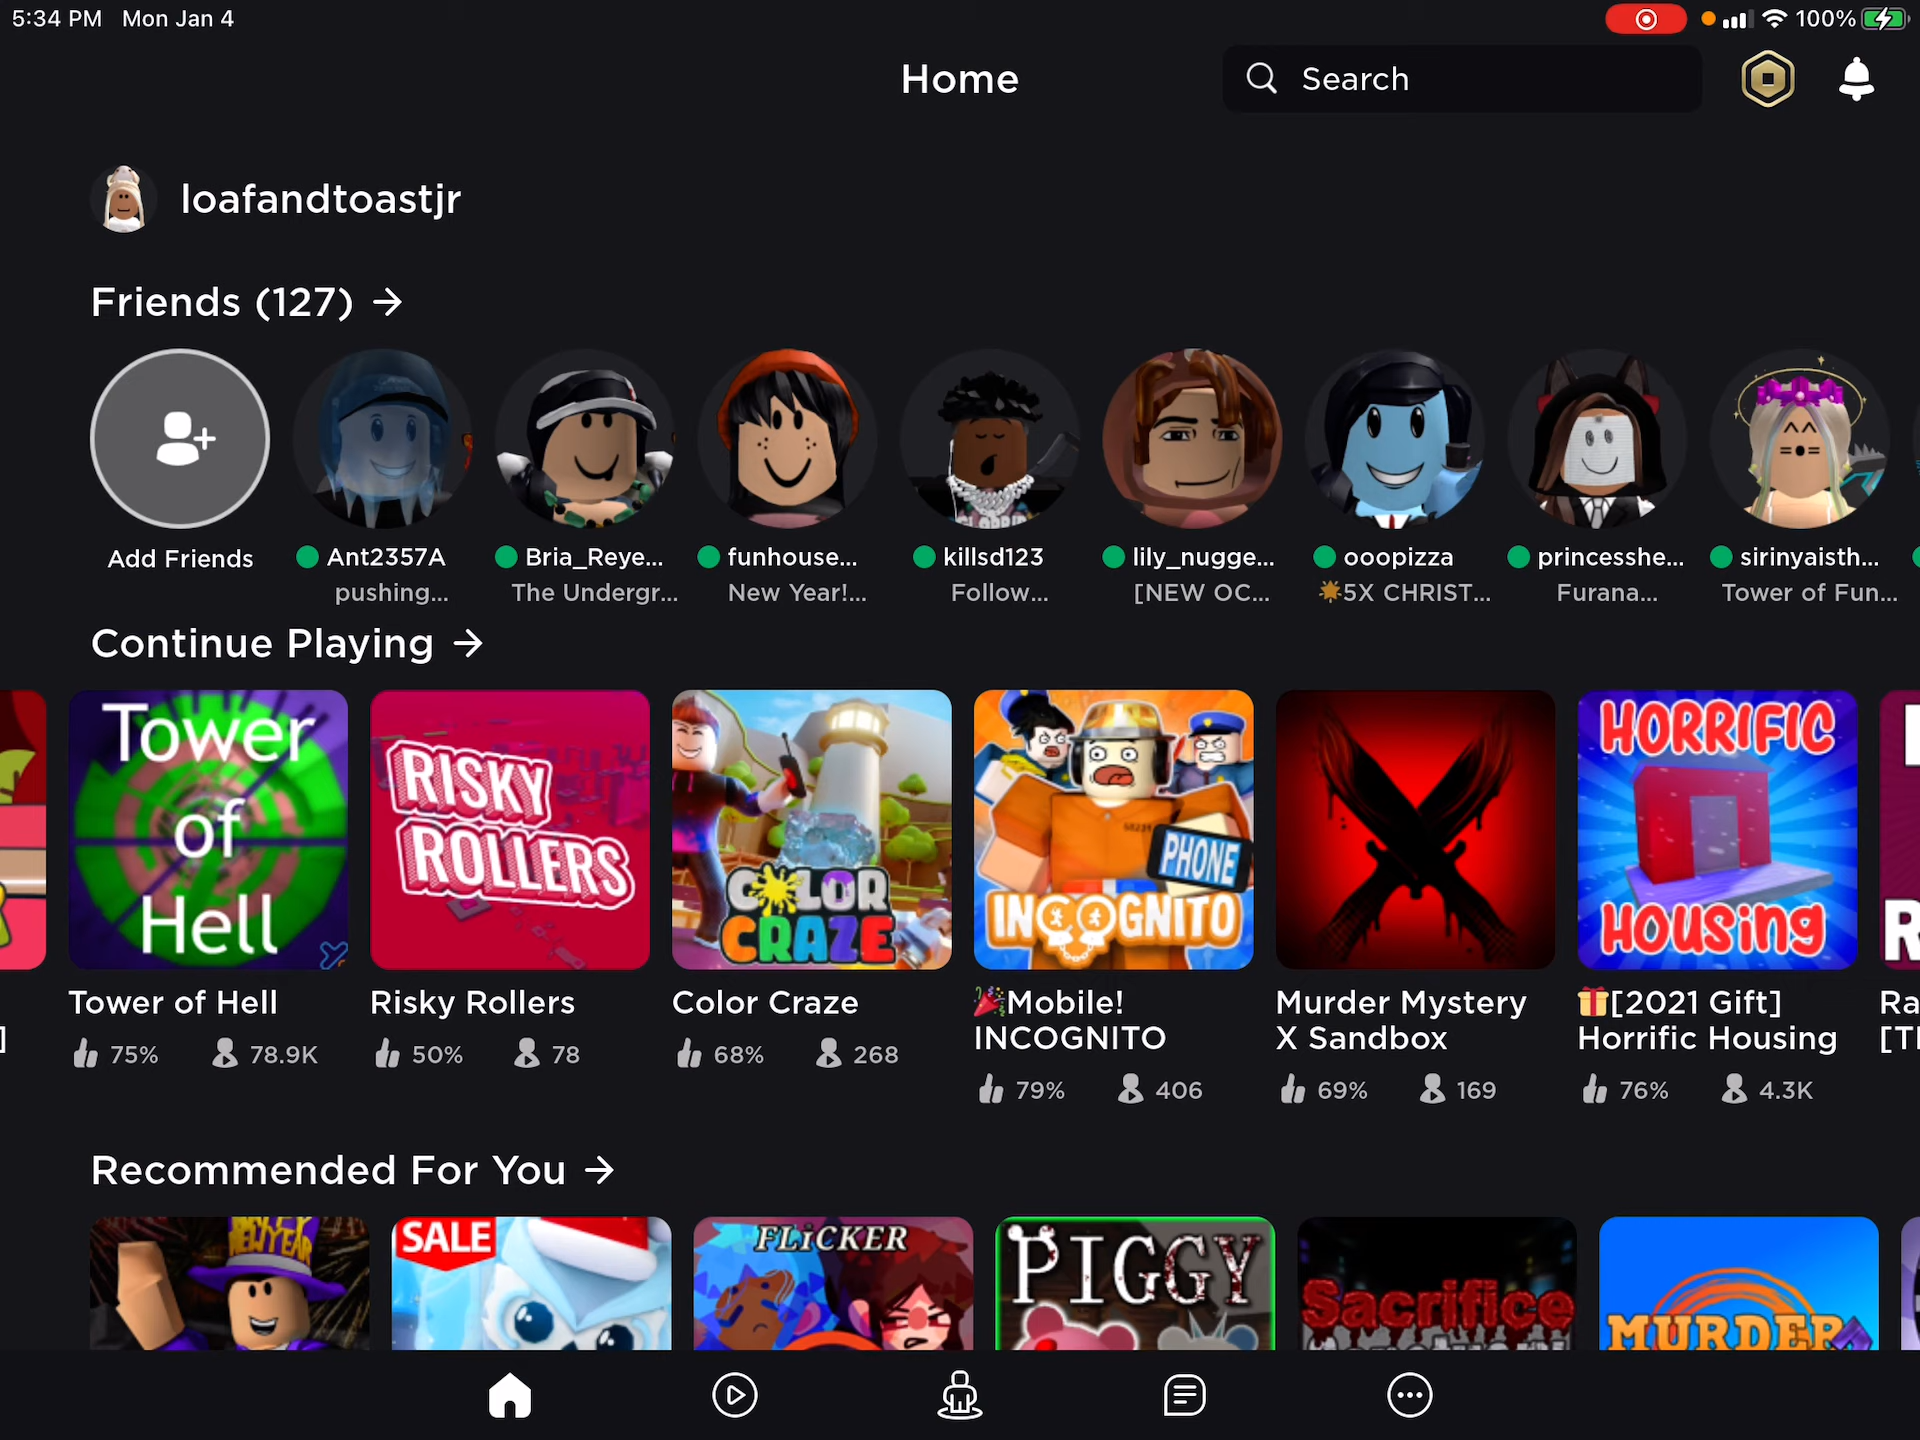 5:34 PM Mon Jan 4
100%
Home
Search
loafandtoastjr
Friends (127) →
Add Friends
Ant2357A
Bria_Reye...
funhouse...
killsd123
lily_nugge...
ooopizza
princesshe...
sirinyaisth...
pushing...
The Undergr...
New Year!...
Follow...
[NEW OC...
5X CHRIST...
Furana...
Tower of Fun...
Continue Playing →
Tower
of
Hell
RISKY
ROLLERS
COLOR
CRAZE
PHONE
INCOGNITO
HORRIFIC
HOUSING
R
Tower of Hell
Risky Rollers
Color Craze
🎉Mobile!
INCOGNITO
Murder Mystery
X Sandbox
🎁[2021 Gift]
Horrific Housing
Ra
[TH
]
75% 78.9K
50% 78
68% 268
79% 406
69% 169
76% 4.3K
Recommended For You →
NEW YEAR
SALE
FLiCKER
PIGGY
Sacrifice
MURDER